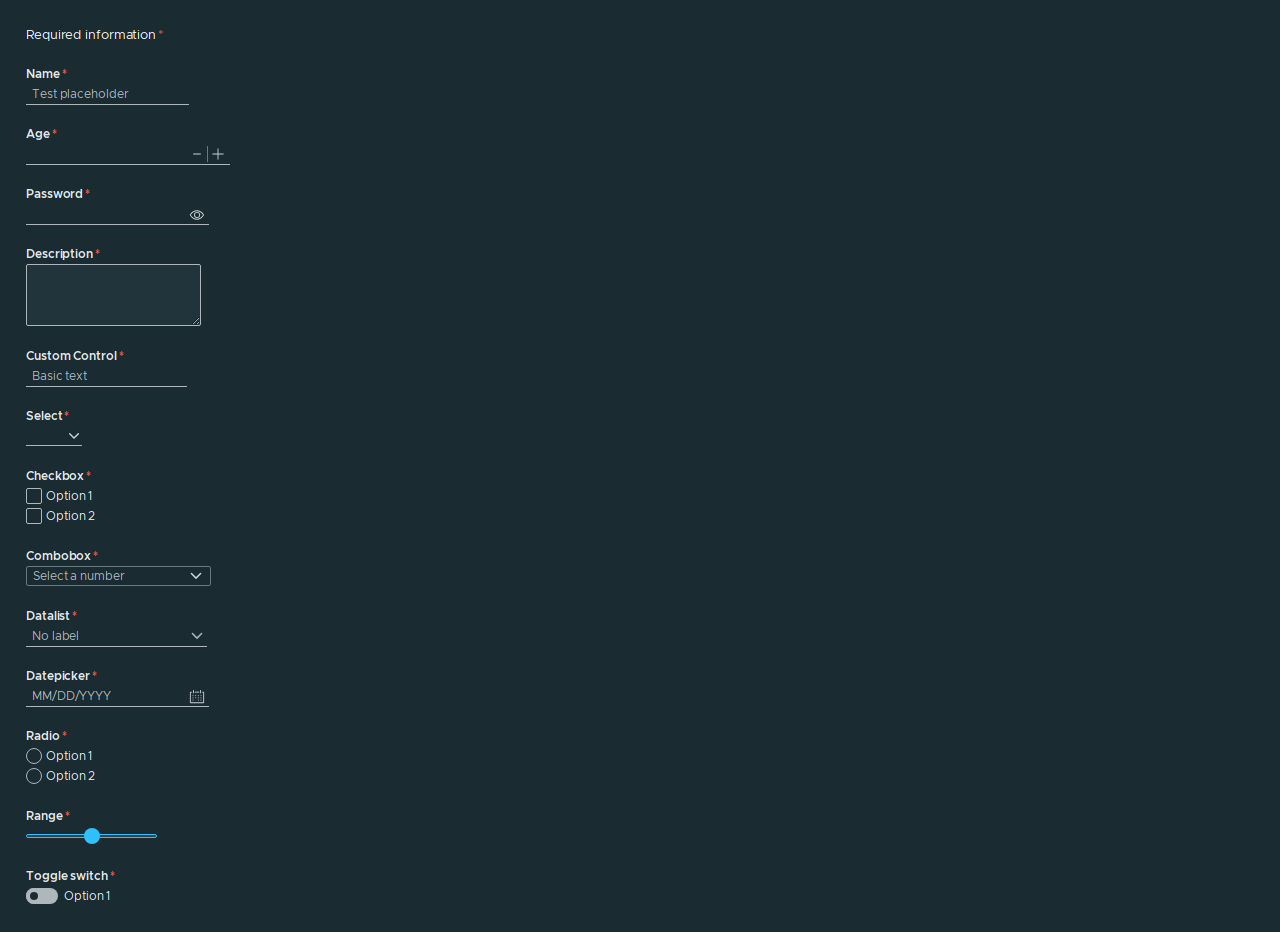 Required information *
Name *
Test placeholder
Age *
Password *
Description *
Custom Control *
Basic text
Select *
Checkbox *
Option 1
Option 2
Combobox *
Select a number
Datalist *
No label
Datepicker *
MM/DD/YYYY
Radio *
Option 1
Option 2
Range *
Toggle switch *
Option 1